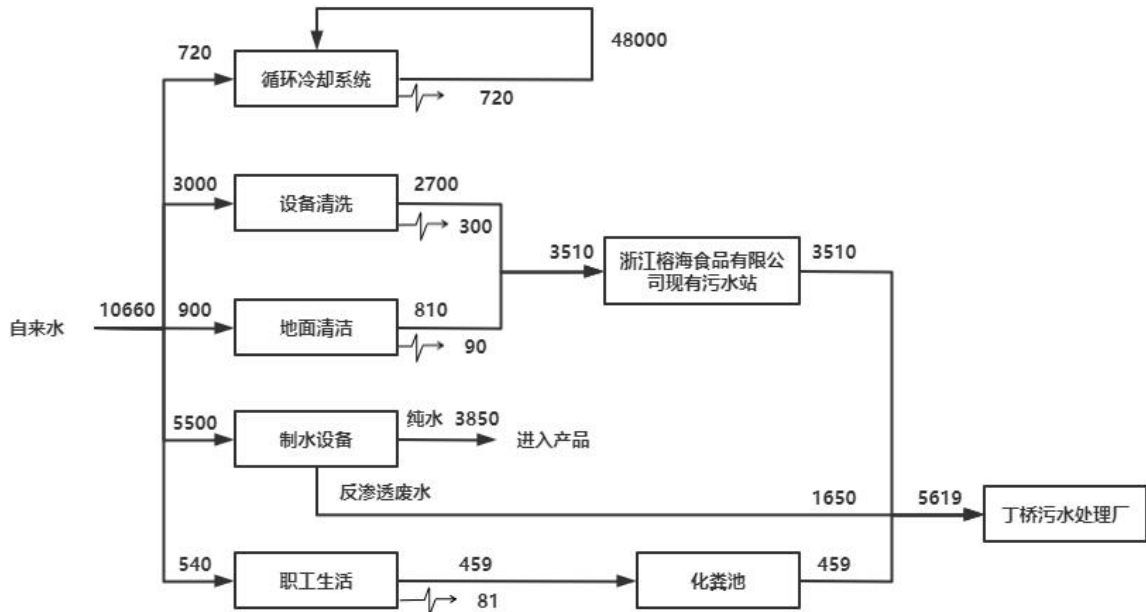 48000
720
循环冷却系统
720
3000
设备清洗
2700
300
3510
浙江榕海食品有限公
司现有污水站
3510
自来水
10660
900
地面清洁
810
90
5500
制水设备
纯水
3850
进入产品
反渗透废水
1650
5619
丁桥污水处理厂
540
职工生活
459
81
化粪池
459